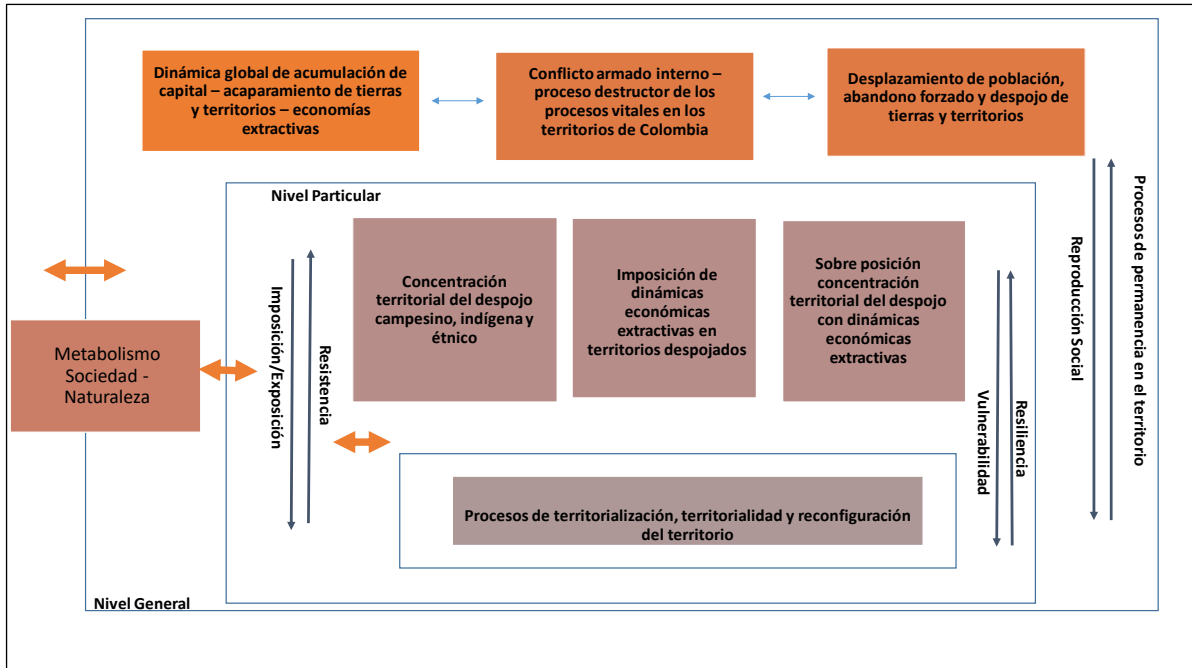 Dinámica global de acumulación de
capital – acaparamiento de tierras
y territorios – economías
extractivas
Conflicto armado interno –
proceso destructor de los
procesos vitales en los
territorios de Colombia
Desplazamiento de población,
abandono forzado y despojo de
tierras y territorios
Nivel Particular
Concentración
territorial del despojo
campesino, indígena y
étnico
Imposición de
dinámicas
económicas
extractivas en
territorios despojados
Sobre posición
concentración
territorial del despojo
con dinámicas
económicas
extractivas
Metabolismo
Sociedad -
Naturaleza
Imposición/Exposición
Resistencia
Vulnerabilidad
Resiliencia
Reproducción Social
Procesos de permanencia en el territorio
Procesos de territorialización, territorialidad y reconfiguración
del territorio
Nivel General